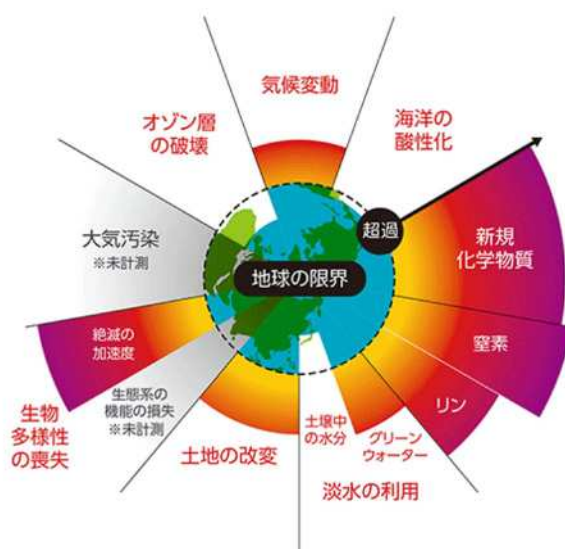 気候変動
オゾン層
の破壊
海洋の
酸性化
超過
大気汚染
※未計測
新規
化学物質
地球の限界
絶滅の
加速度
窒素
生態系の
機能の損失
※未計測
リン
生物
多様性
の喪失
土地の改変
土壌中
の水分
グリーン
ウォーター
淡水の利用